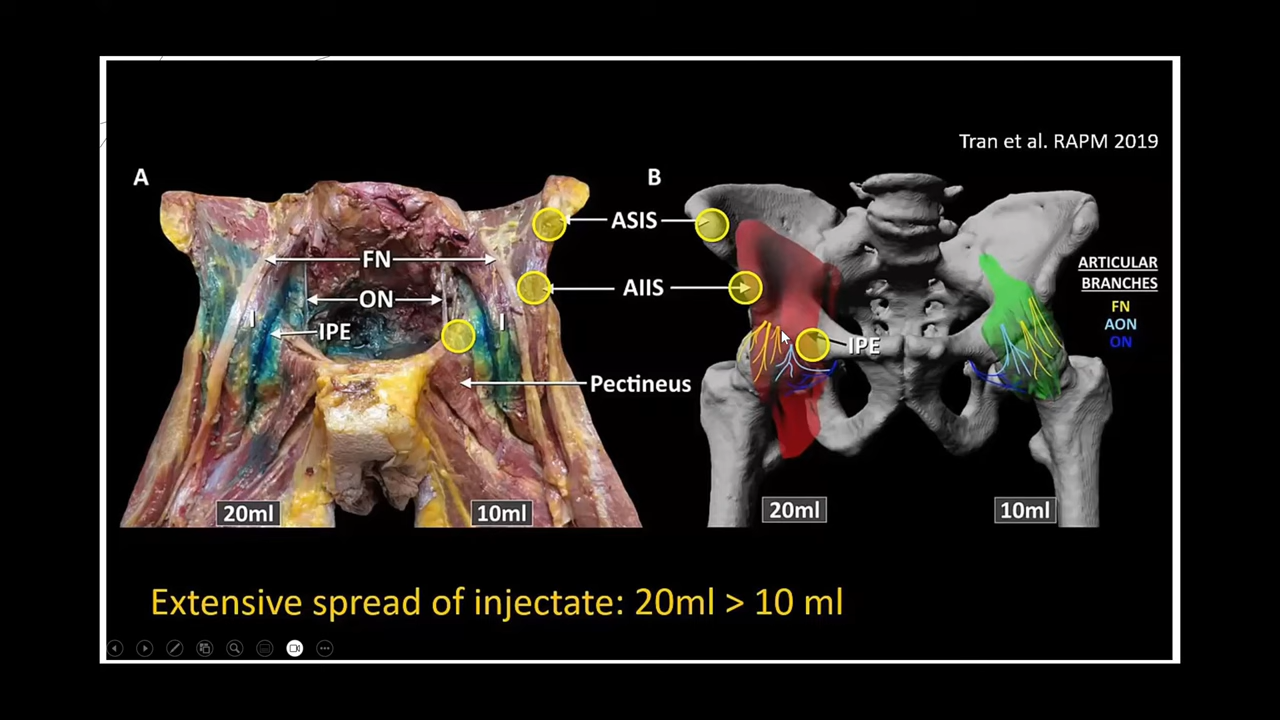 Tran et al. RAPM 2019
A
B
ASIS
FN
AIIS
ON
I
IPE
I
IPE
Pectineus
ARTICULAR
BRANCHES
FN
AON
ON
20ml
10ml
20ml
10ml
Extensive spread of injectate: 20ml > 10 ml